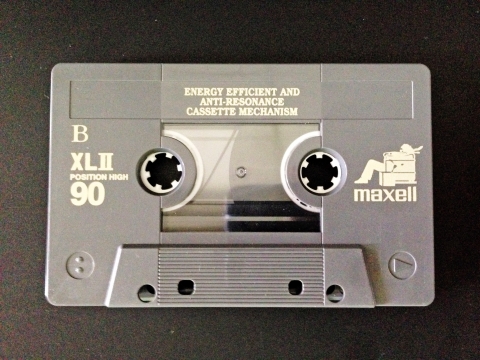 ENERGY EFFICIENT AND
ANTI-RESONANCE
CASSETTE MECHANISM
B
XLII
POSITION HIGH
90
maxell